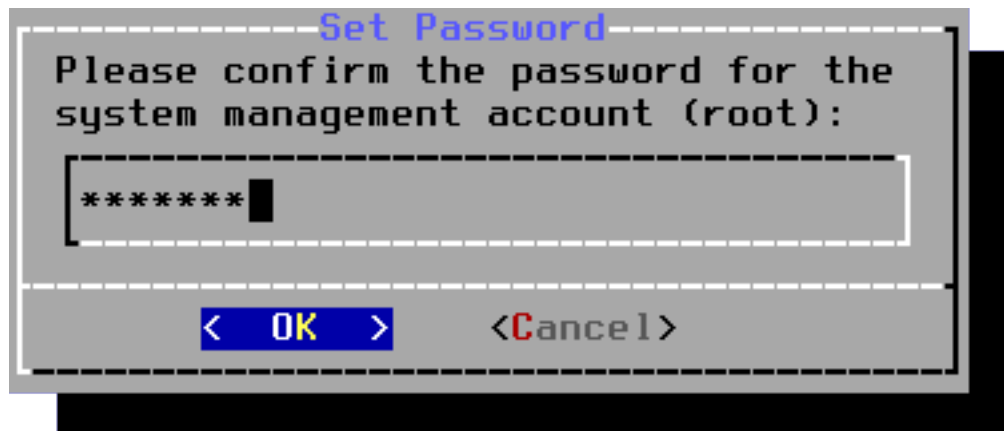 Set Password
Please confirm the password for the
system management account (root):
*******
< OK > <Cancel>